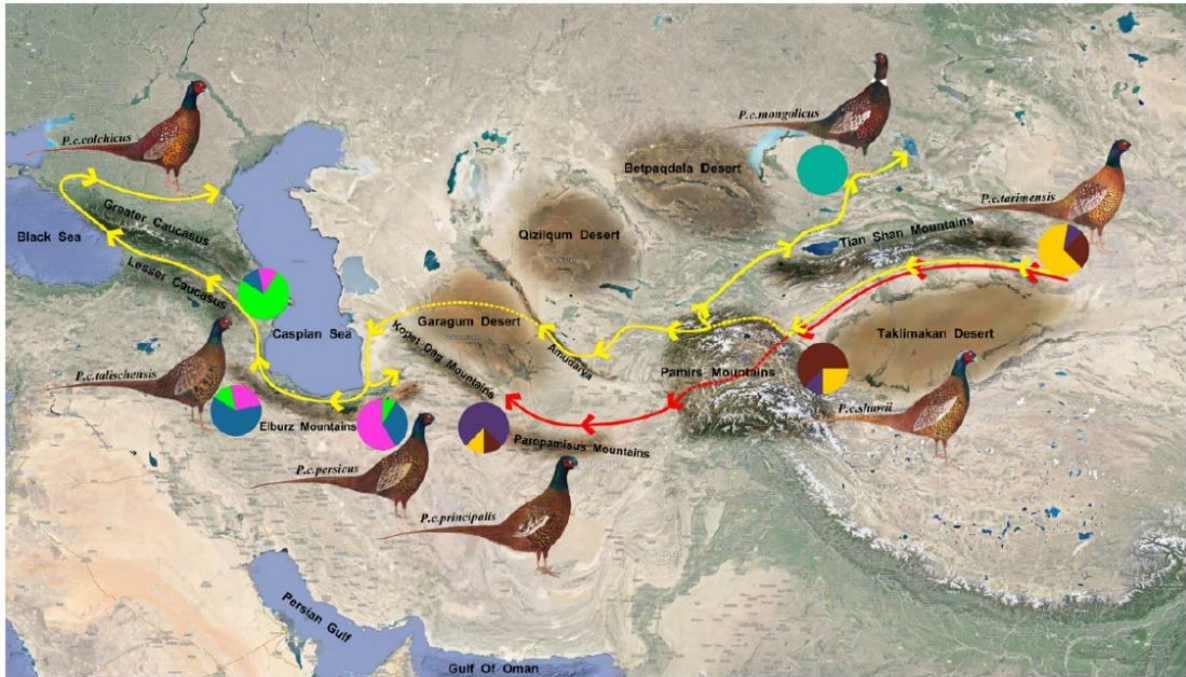 P.c.mongolicus
P.c.colchicus
Betpaqdala Desert
P.c.tarimensis
Greater Caucasus
Black Sea
Qizilqum Desert
Tian Shan Mountains
Lesser Caucasus
Caspian Sea
Garagum Desert
Taklimakan Desert
Kopet Dag Mountains
Amudarya
Pamirs Mountains
P.c.talischensis
P.c.shawii
Elburz Mountains
Paropamisus Mountains
P.c.persicus
P.c.principalis
Persian Gulf
Gulf Of Oman